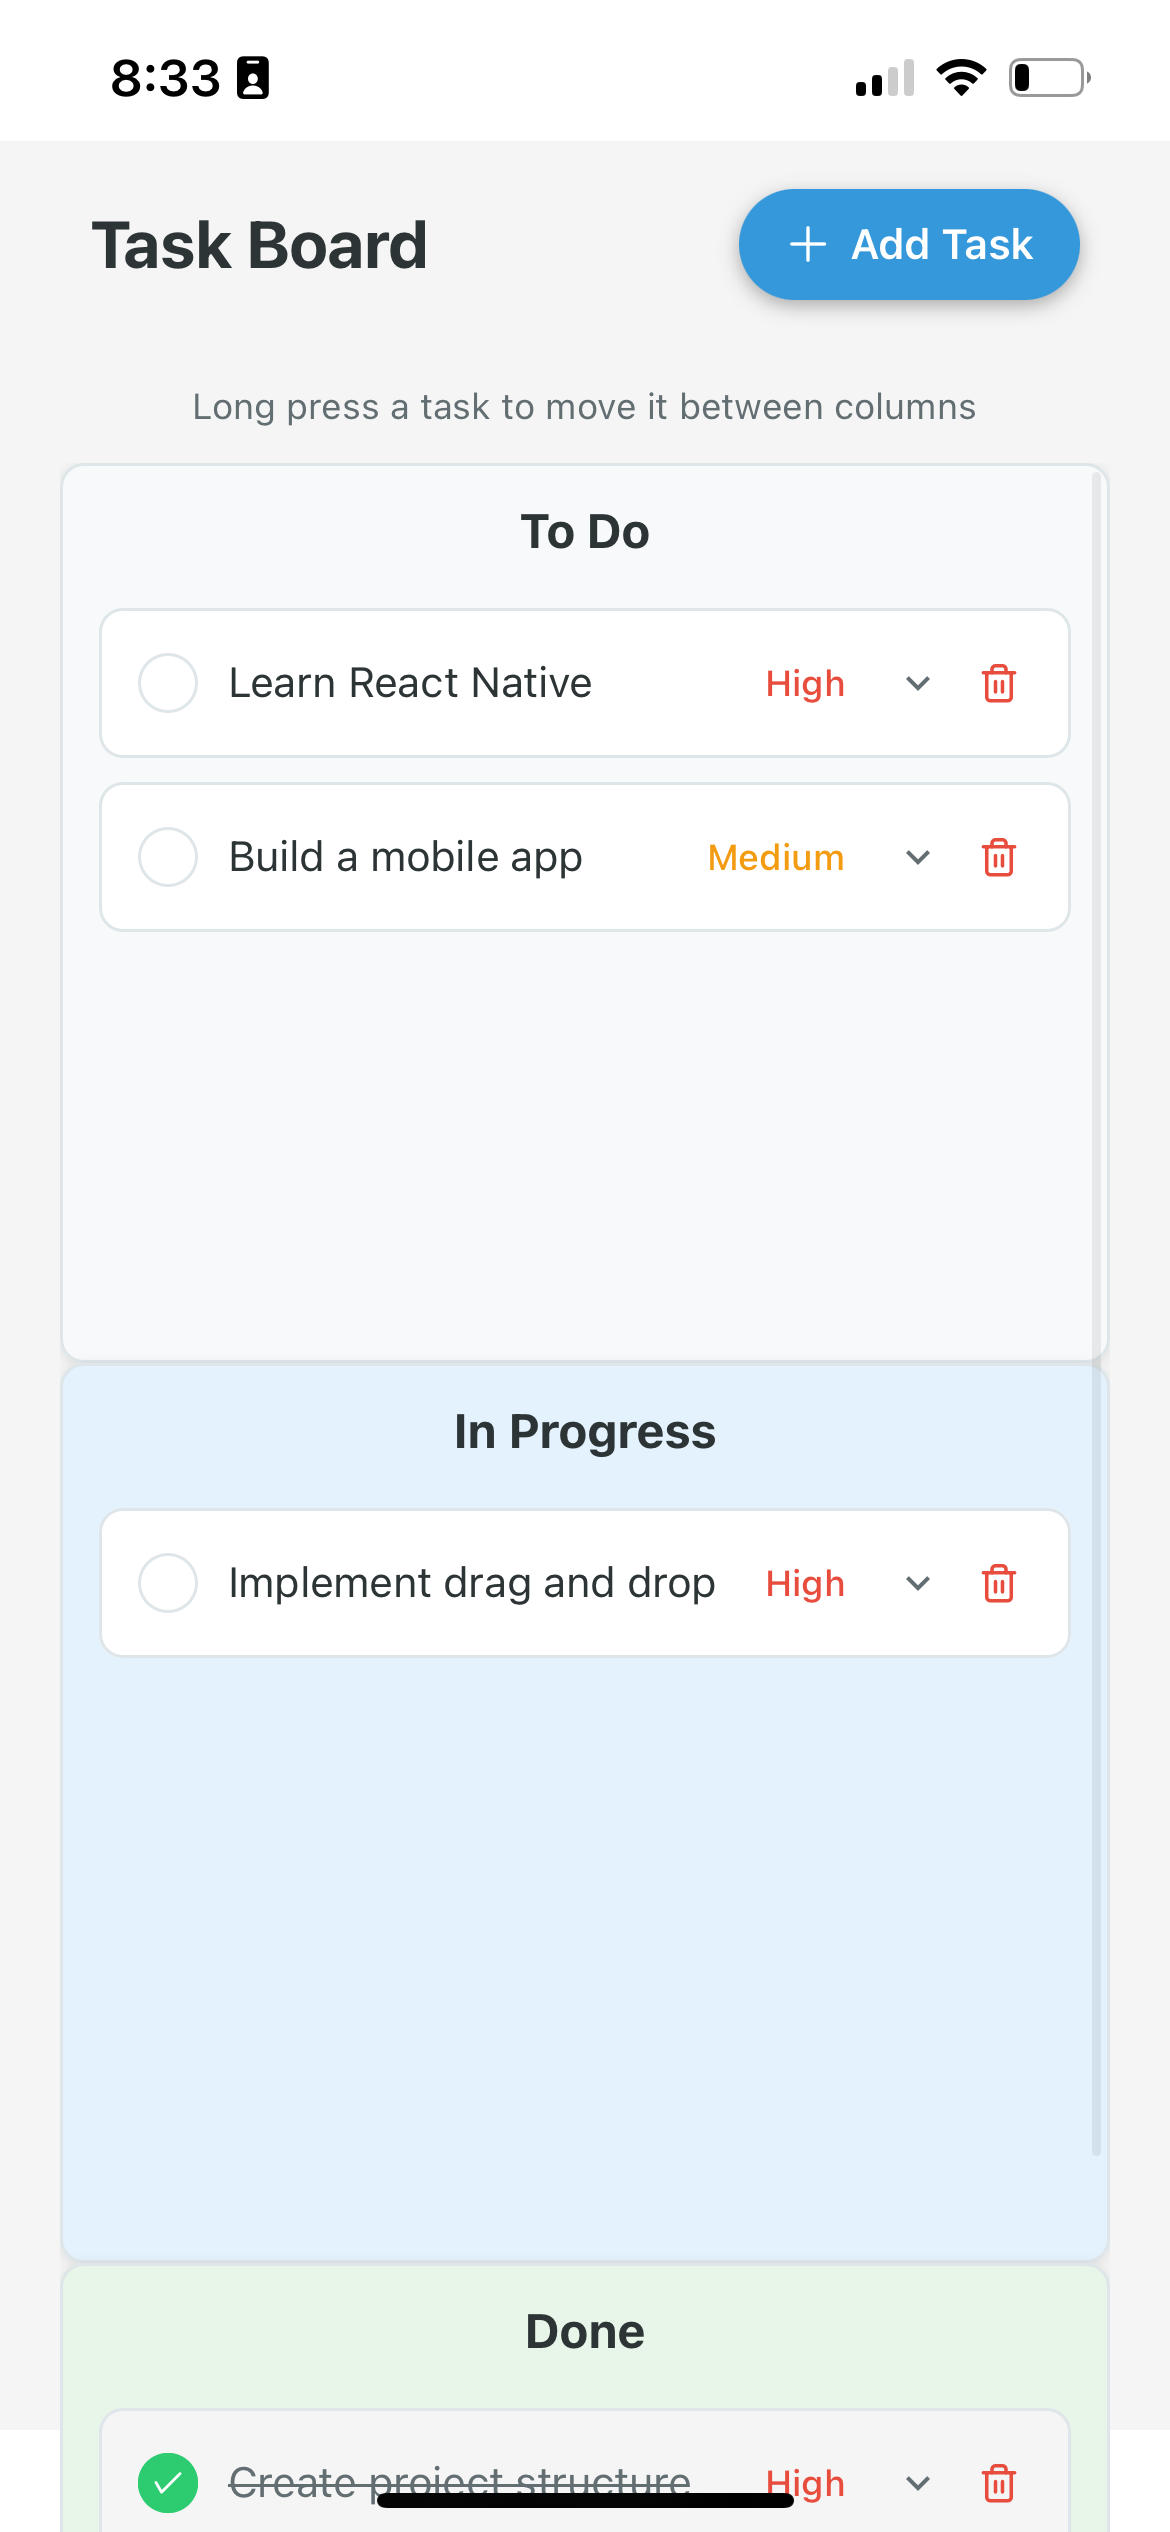 8:33
Task Board
Add Task
Long press a task to move it between columns
To Do
Learn React Native High
Build a mobile app Medium
In Progress
Implement drag and drop High
Done
Create project structure High